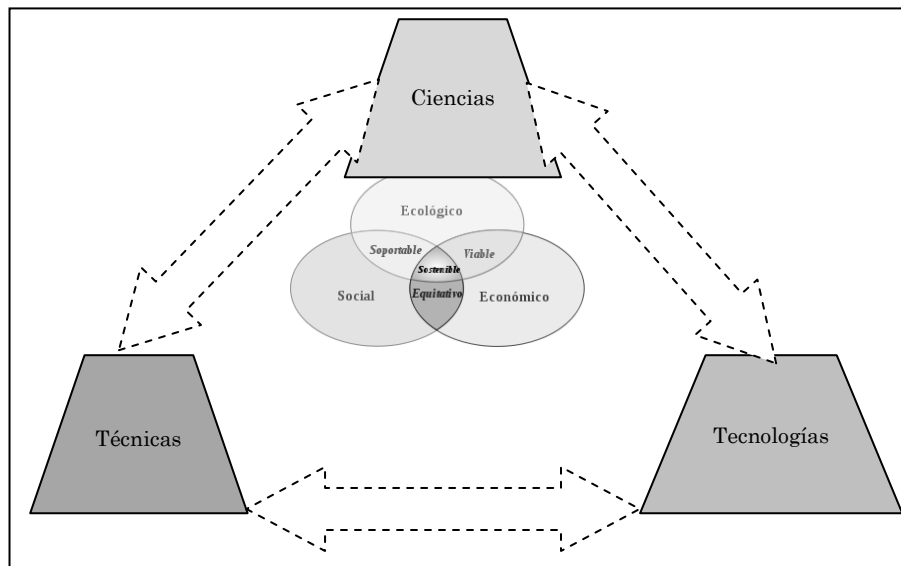 Ciencias
Ecológico
Soportable
Viable
Sostenible
Social
Equitativo
Económico
Técnicas
Tecnologías